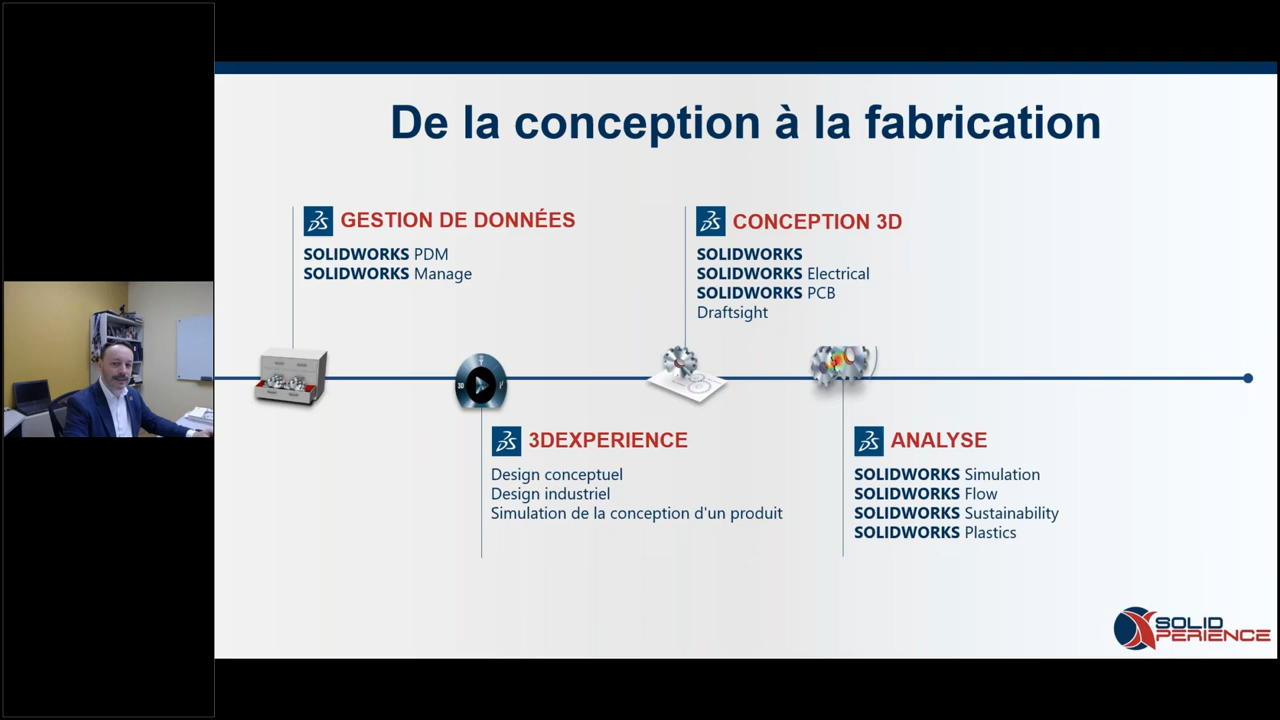 De la conception à la fabrication
GESTION DE DONNÉES
SOLIDWORKS PDM
SOLIDWORKS Manage
CONCEPTION 3D
SOLIDWORKS
SOLIDWORKS Electrical
SOLIDWORKS PCB
Draftsight
3DEXPERIENCE
Design conceptuel
Design industriel
Simulation de la conception d'un produit
ANALYSE
SOLIDWORKS Simulation
SOLIDWORKS Flow
SOLIDWORKS Sustainability
SOLIDWORKS Plastics
SOLID
XPERIENCE